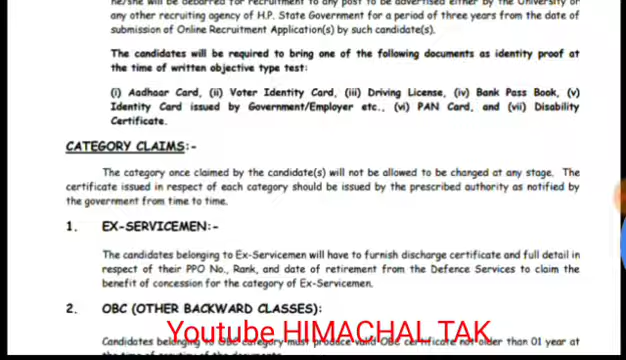 he/she will be debarred for recruitment to any post to be advertised either by the University or
any other recruiting agency of H.P. State Government for a period of three years from the date of
submission of Online Recruitment Application(s) by such candidate(s).
The candidates will be required to bring one of the following documents as identity proof at
the time of written objective type test:
(i) Aadhaar Card, (ii) Voter Identity Card, (iii) Driving License, (iv) Bank Pass Book, (v)
Identity Card issued by Government/Employer etc., (vi) PAN Card, and (vii) Disability
Certificate.
CATEGORY CLAIMS:-
The category once claimed by the candidate(s) will not be allowed to be changed at any stage. The
certificate issued in respect of each category should be issued by the prescribed authority as notified by
the government from time to time.
1. EX-SERVICEMEN:-
The candidates belonging to Ex-Servicemen will have to furnish discharge certificate and full detail in
respect of their PPO No., Rank, and date of retirement from the Defence Services to claim the
benefit of concession for the category of Ex-Servicemen.
2. OBC (OTHER BACKWARD CLASSES):
Youtube HIMACHAL TAK
Candidates belonging to OBC category must produce valid OBC certificate not older than 01 year at
the time of scrutiny of the documents